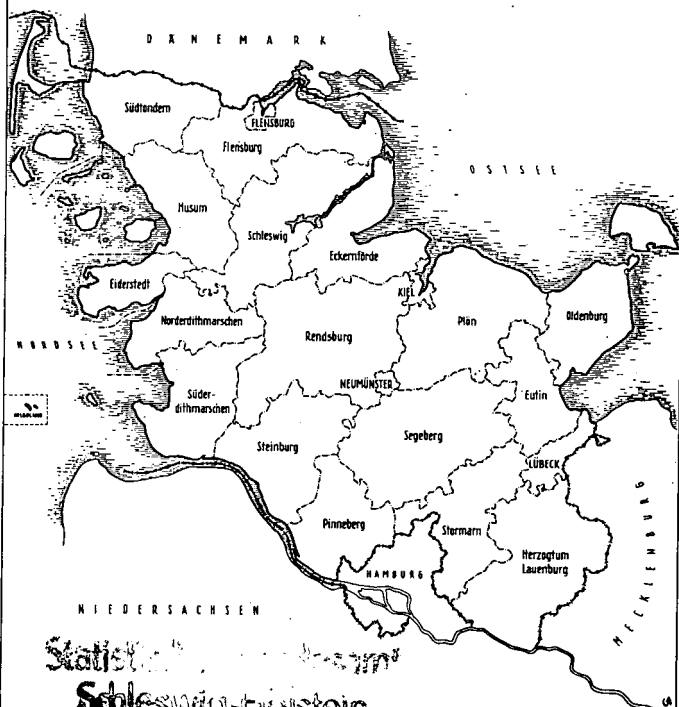 DÄNEMARK
Südtondern
FLENSBURG
Flensburg
OSTSEE
Husum
Schleswig
Eckernförde
Eiderstedt
KIEL
Norderdithmarschen
Plön
Oldenburg
Rendsburg
NORDSEE
NEUMÜNSTER
Süder-
dithmarschen
Eutin
HELGOLAND
Steinburg
Segeberg
LÜBECK
Pinneberg
Stormarn
Herzogtum
Lauenburg
HAMBURG
MECKLENBURG
NIEDERSACHSEN